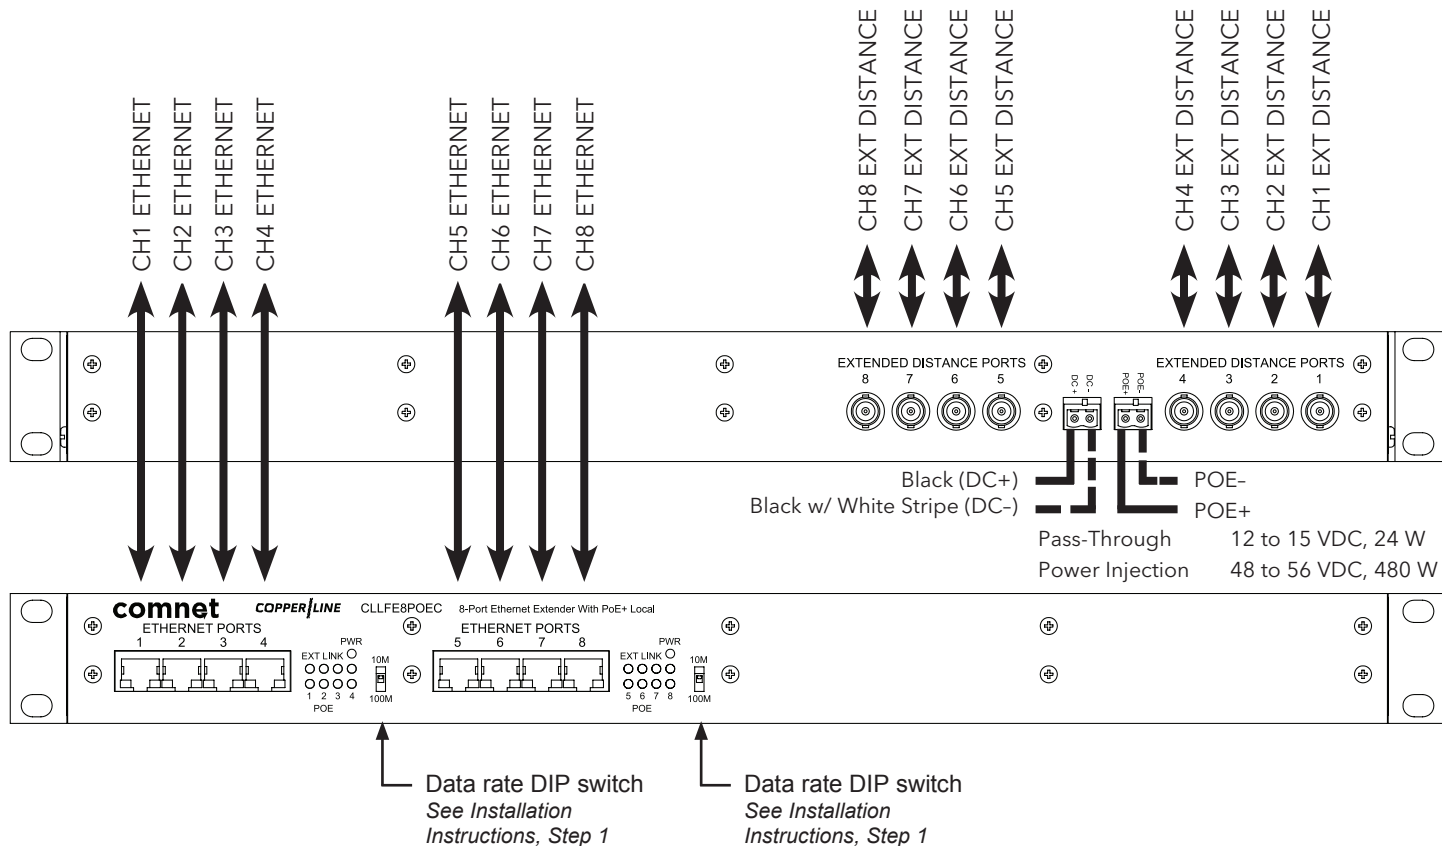 CH1 ETHERNET
CH2 ETHERNET
CH3 ETHERNET
CH4 ETHERNET
CH5 ETHERNET
CH6 ETHERNET
CH7 ETHERNET
CH8 ETHERNET
CH8 EXT DISTANCE
CH7 EXT DISTANCE
CH6 EXT DISTANCE
CH5 EXT DISTANCE
CH4 EXT DISTANCE
CH3 EXT DISTANCE
CH2 EXT DISTANCE
CH1 EXT DISTANCE
EXTENDED DISTANCE PORTS
8 7 6 5
DC+
DC-
POE+
POE-
EXTENDED DISTANCE PORTS
4 3 2 1
Black (DC+)
Black w/ White Stripe (DC–)
POE–
POE+
Pass-Through 12 to 15 VDC, 24 W
Power Injection 48 to 56 VDC, 480 W
comnet COPPER/LINE CLLFE8POEC 8-Port Ethernet Extender With PoE+ Local
ETHERNET PORTS
1 2 3 4
PWR
EXT LINK
1 2 3 4
POE
10M
100M
ETHERNET PORTS
5 6 7 8
PWR
EXT LINK
5 6 7 8
POE
10M
100M
Data rate DIP switch
See Installation
Instructions, Step 1
Data rate DIP switch
See Installation
Instructions, Step 1